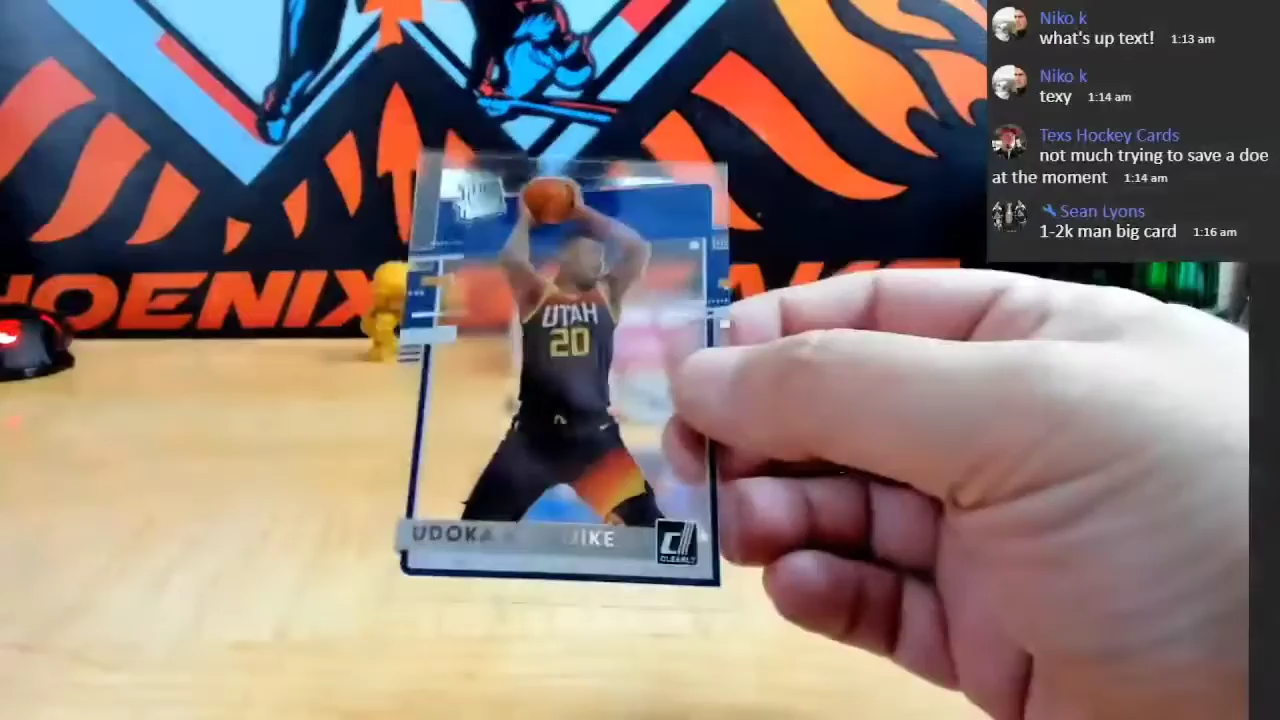 Niko k
what's up text! 1:13 am
Niko k
texy 1:14 am
Texs Hockey Cards
not much trying to save a doe
at the moment 1:14 am
Sean Lyons
1-2k man big card 1:16 am
HOENIX
UTAH
20
UDOKA
CLEARLY